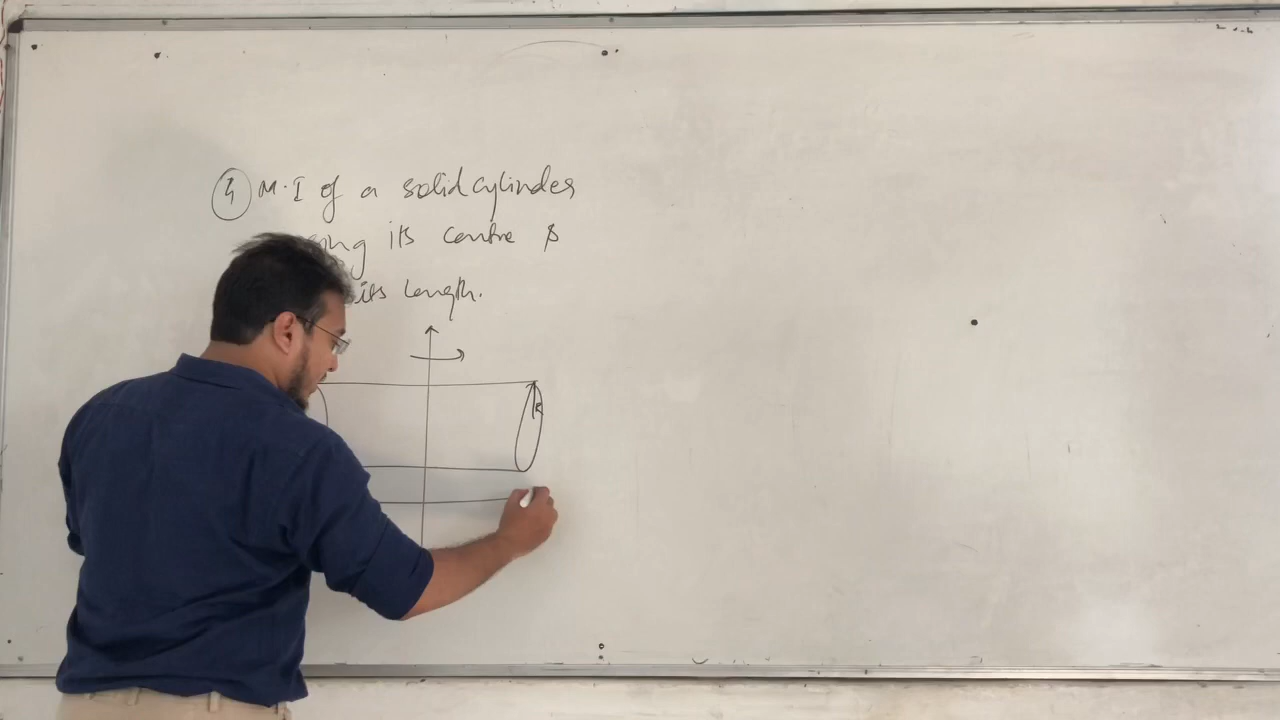 4 M.I of a solid cylinder
its centre &
its length.
R